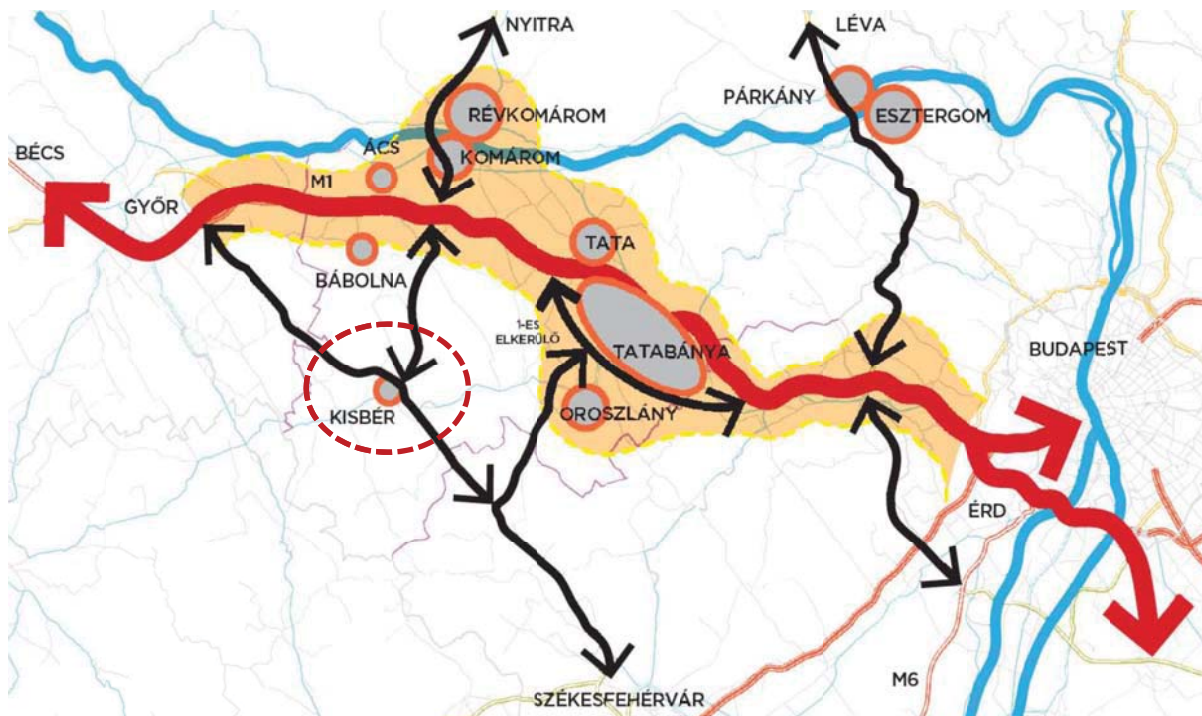 NYITRA
LÉVA
PÁRKÁNY
RÉVKOMÁROM
ESZTERGOM
ÁCS
KOMÁROM
BÉCS
M1
GYŐR
TATA
BÁBOLNA
1-ES
ELKERÜLŐ
TATABÁNYA
BUDAPEST
KISBÉR
OROSZLÁNY
ÉRD
M6
SZÉKESFEHÉRVÁR